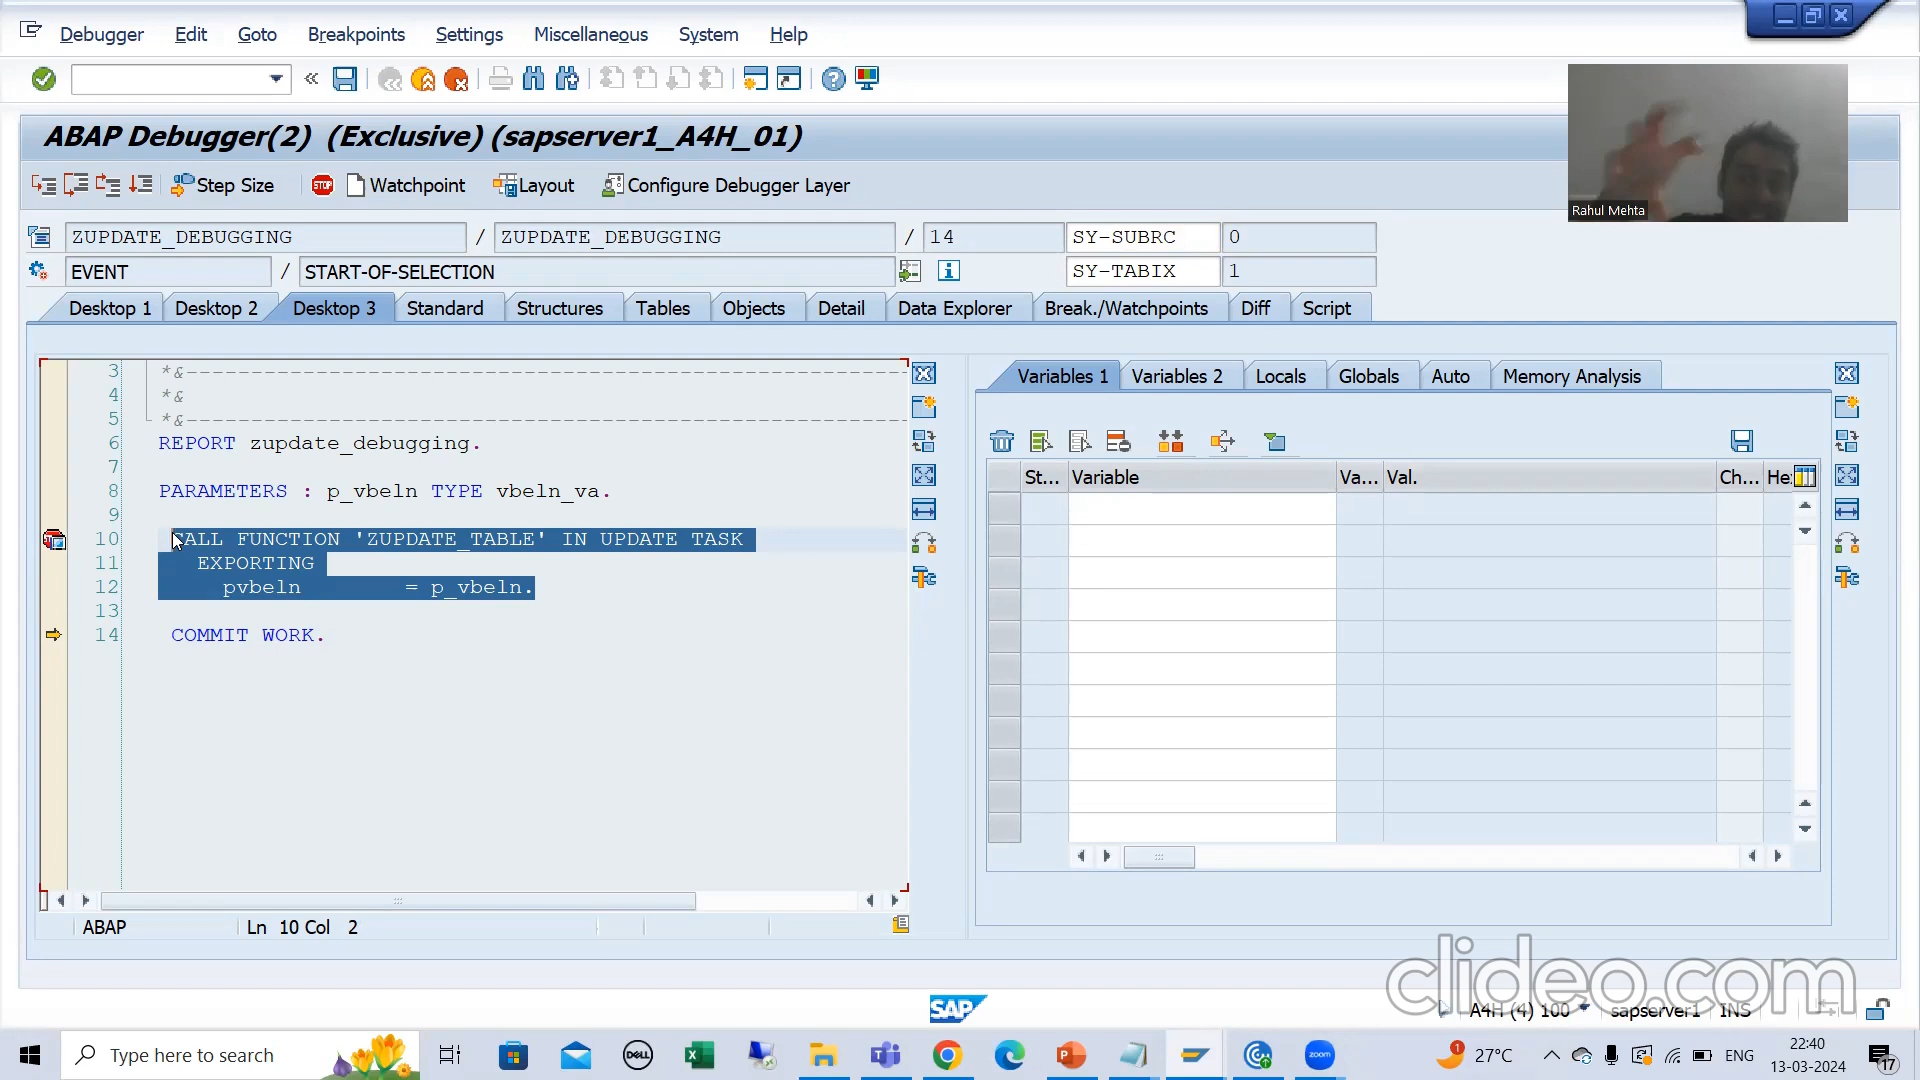 Debugger Edit Goto Breakpoints Settings Miscellaneous System Help
ABAP Debugger(2) (Exclusive) (sapserver1_A4H_01)
Step Size STOP Watchpoint Layout Configure Debugger Layer
Rahul Mehta
ZUPDATE_DEBUGGING / ZUPDATE_DEBUGGING / 14 SY-SUBRC 0
EVENT / START-OF-SELECTION SY-TABIX 1
Desktop 1 Desktop 2 Desktop 3 Standard Structures Tables Objects Detail Data Explorer Break./Watchpoints Diff Script
3 *&---------------------------------------------------------
4 *&
5 *&---------------------------------------------------------
6 REPORT zupdate_debugging.
7
8 PARAMETERS : p_vbeln TYPE vbeln_va.
9
10 CALL FUNCTION 'ZUPDATE_TABLE' IN UPDATE TASK
11 EXPORTING
12 pvbeln = p_vbeln.
13
14 COMMIT WORK.
ABAP Ln 10 Col 2
Variables 1 Variables 2 Locals Globals Auto Memory Analysis
St... Variable Va... Val. Ch... He
clideo.com
SAP
A4H (4) 100 sapserver1 INS
Type here to search
DELL
zoom
1 27°C ENG 22:40
13-03-2024 17